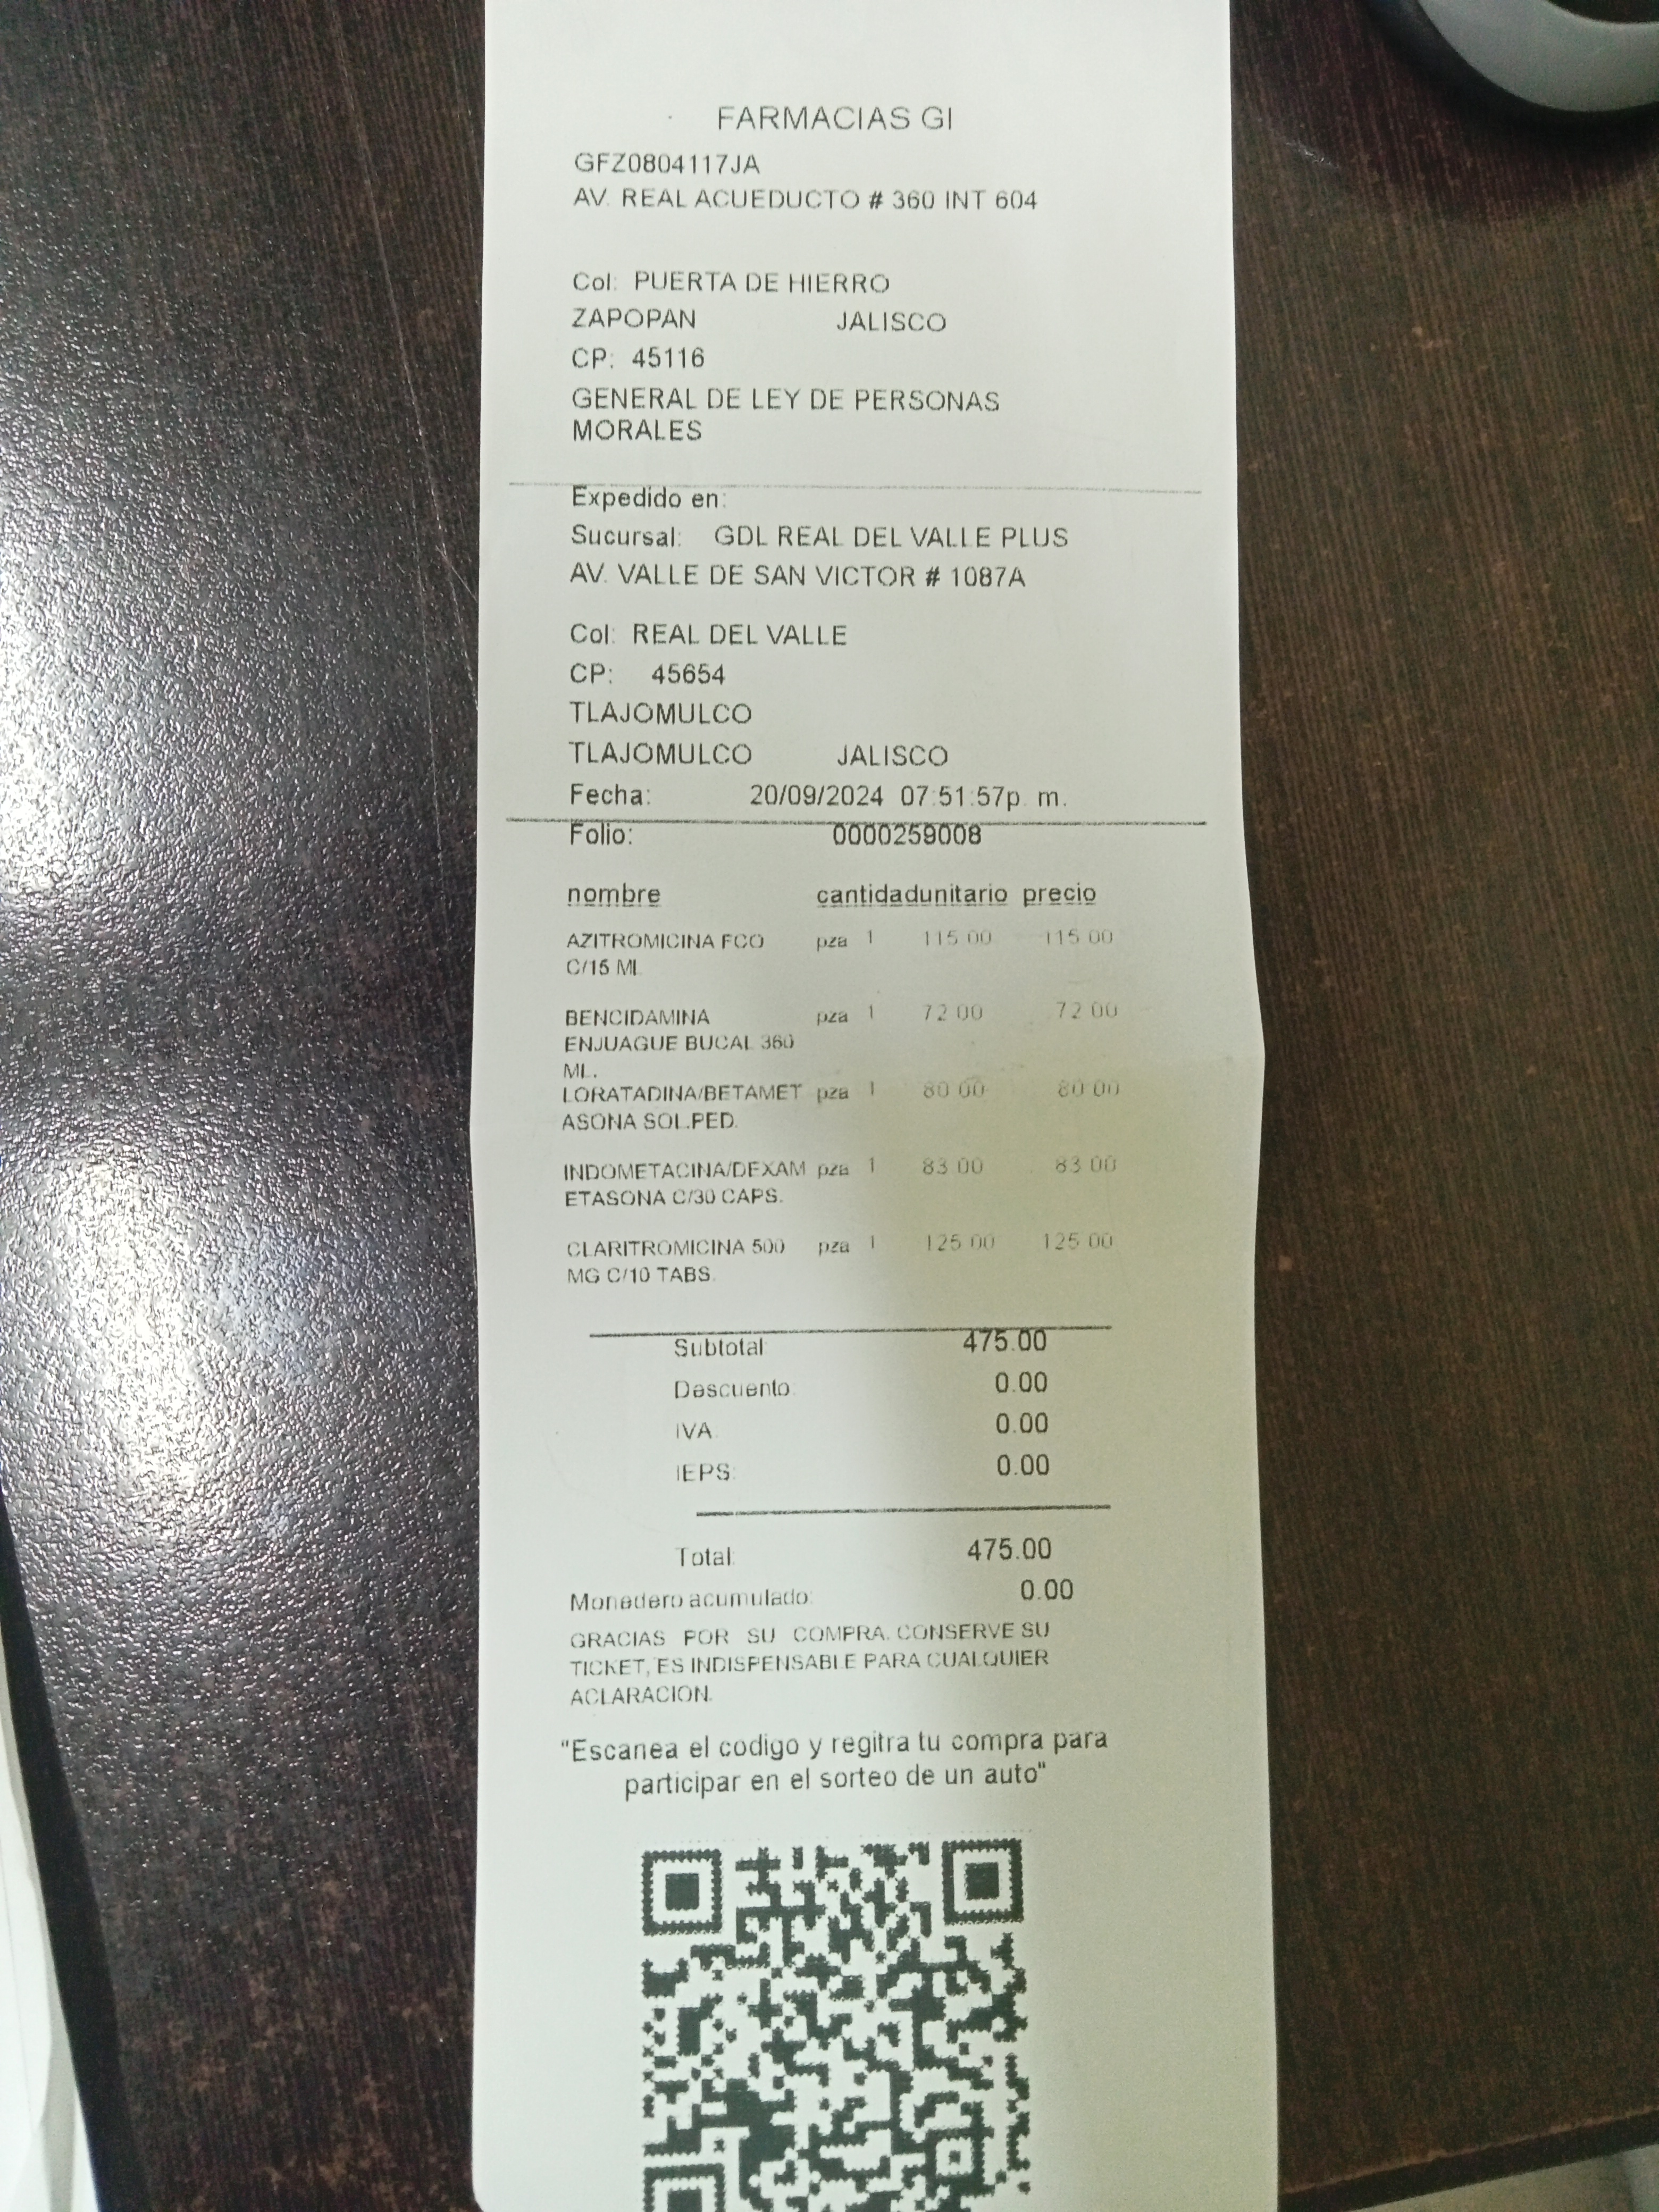 FARMACIAS GI
GFZ0804117JA
AV. REAL ACUEDUCTO # 360 INT 604
Col: PUERTA DE HIERRO
ZAPOPAN JALISCO
CP: 45116
GENERAL DE LEY DE PERSONAS
MORALES
Expedido en:
Sucursal: GDL REAL DEL VALLE PLUS
AV. VALLE DE SAN VICTOR # 1087A
Col: REAL DEL VALLE
CP: 45654
TLAJOMULCO
TLAJOMULCO JALISCO
Fecha: 20/09/2024 07:51:57p. m.
Folio: 0000259008
nombre cantidadunitario precio
AZITROMICINA FCO pza 1 115.00 115.00
C/15 ML
BENCIDAMINA pza 1 72.00 72.00
ENJUAGUE BUCAL 360
ML.
LORATADINA/BETAMET pza 1 80.00 80.00
ASONA SOL.PED.
INDOMETACINA/DEXAM pza 1 83.00 83.00
ETASONA C/30 CAPS.
CLARITROMICINA 500 pza 1 125.00 125.00
MG C/10 TABS.
Subtotal: 475.00
Descuento: 0.00
IVA: 0.00
IEPS: 0.00
Total: 475.00
Monedero acumulado: 0.00
GRACIAS POR SU COMPRA. CONSERVE SU
TICKET, ES INDISPENSABLE PARA CUALQUIER
ACLARACION.
"Escanea el codigo y regitra tu compra para
participar en el sorteo de un auto"